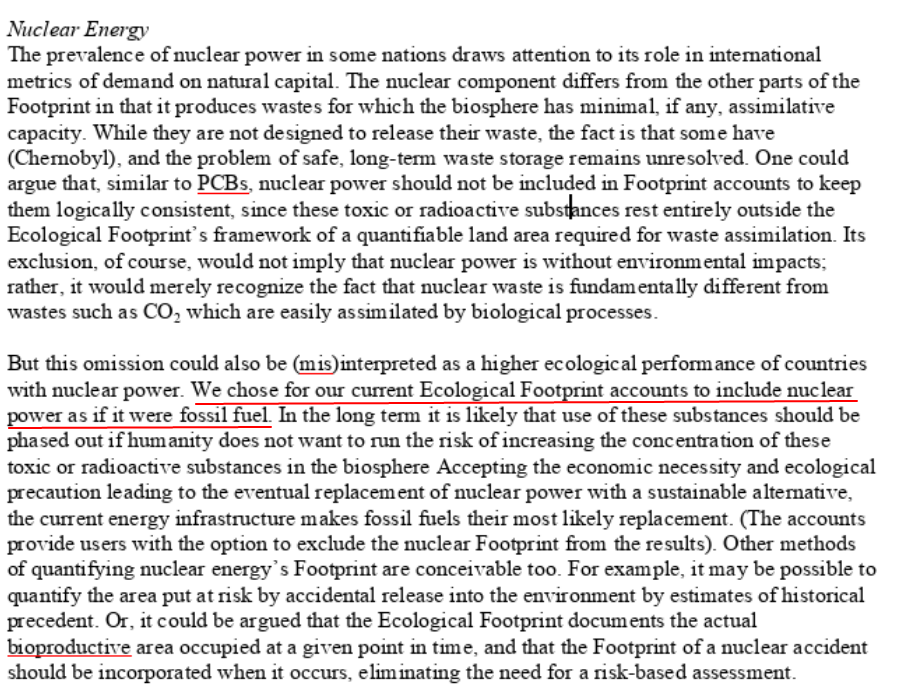 Nuclear Energy
The prevalence of nuclear power in some nations draws attention to its role in international
metrics of demand on natural capital. The nuclear component differs from the other parts of the
Footprint in that it produces wastes for which the biosphere has minimal, if any, assimilative
capacity. While they are not designed to release their waste, the fact is that some have
(Chernobyl), and the problem of safe, long-term waste storage remains unresolved. One could
argue that, similar to PCBs, nuclear power should not be included in Footprint accounts to keep
them logically consistent, since these toxic or radioactive substances rest entirely outside the
Ecological Footprint's framework of a quantifiable land area required for waste assimilation. Its
exclusion, of course, would not imply that nuclear power is without environmental impacts;
rather, it would merely recognize the fact that nuclear waste is fundamentally different from
wastes such as CO₂ which are easily assimilated by biological processes.

But this omission could also be (mis)interpreted as a higher ecological performance of countries
with nuclear power. We chose for our current Ecological Footprint accounts to include nuclear
power as if it were fossil fuel. In the long term it is likely that use of these substances should be
phased out if humanity does not want to run the risk of increasing the concentration of these
toxic or radioactive substances in the biosphere Accepting the economic necessity and ecological
precaution leading to the eventual replacement of nuclear power with a sustainable alternative,
the current energy infrastructure makes fossil fuels their most likely replacement. (The accounts
provide users with the option to exclude the nuclear Footprint from the results). Other methods
of quantifying nuclear energy's Footprint are conceivable too. For example, it may be possible to
quantify the area put at risk by accidental release into the environment by estimates of historical
precedent. Or, it could be argued that the Ecological Footprint documents the actual
bioproductive area occupied at a given point in time, and that the Footprint of a nuclear accident
should be incorporated when it occurs, eliminating the need for a risk-based assessment.